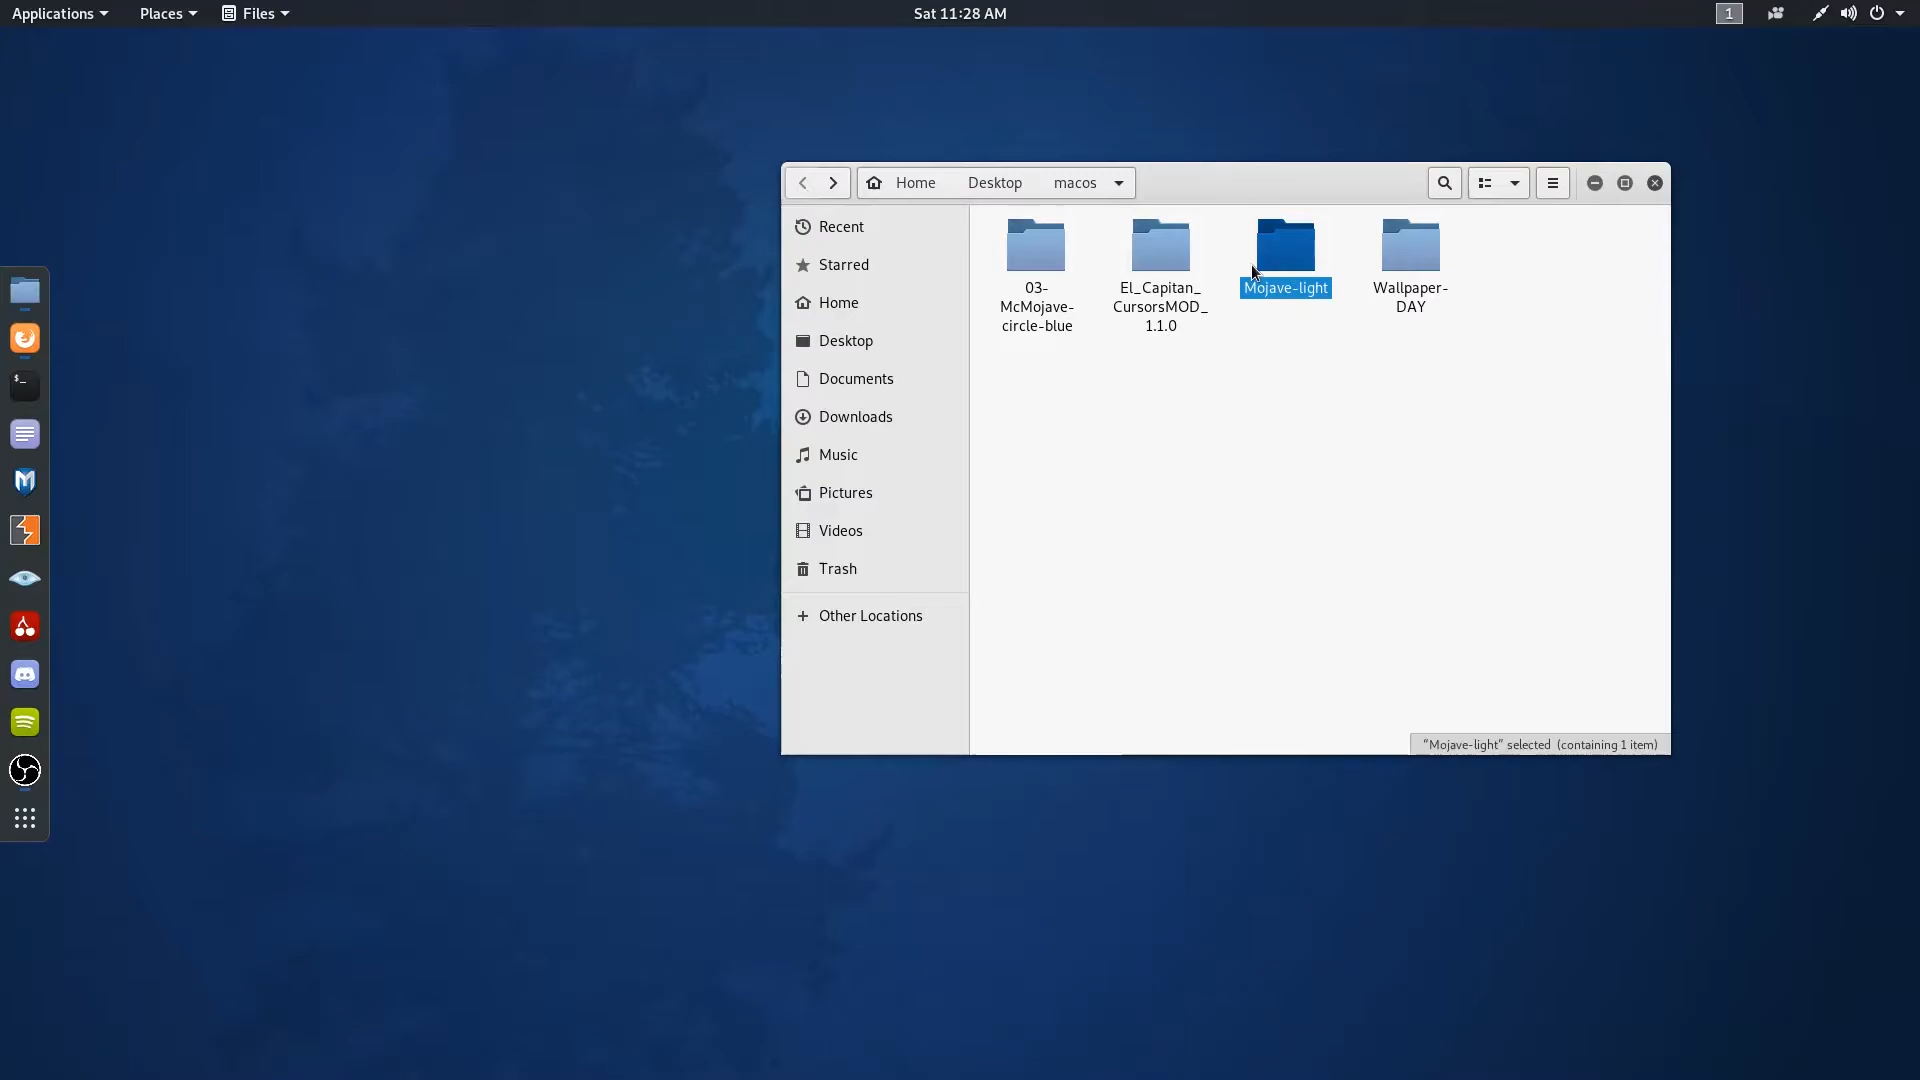 Applications
Places
Files
Sat 11:28 AM
1
Home
Desktop
macos
Recent
Starred
Home
Desktop
Documents
Downloads
Music
Pictures
Videos
Trash
Other Locations
03-
McMojave-
circle-blue
El_Capitan_
CursorsMOD_
1.1.0
Mojave-light
Wallpaper-
DAY
"Mojave-light" selected (containing 1 item)
$_